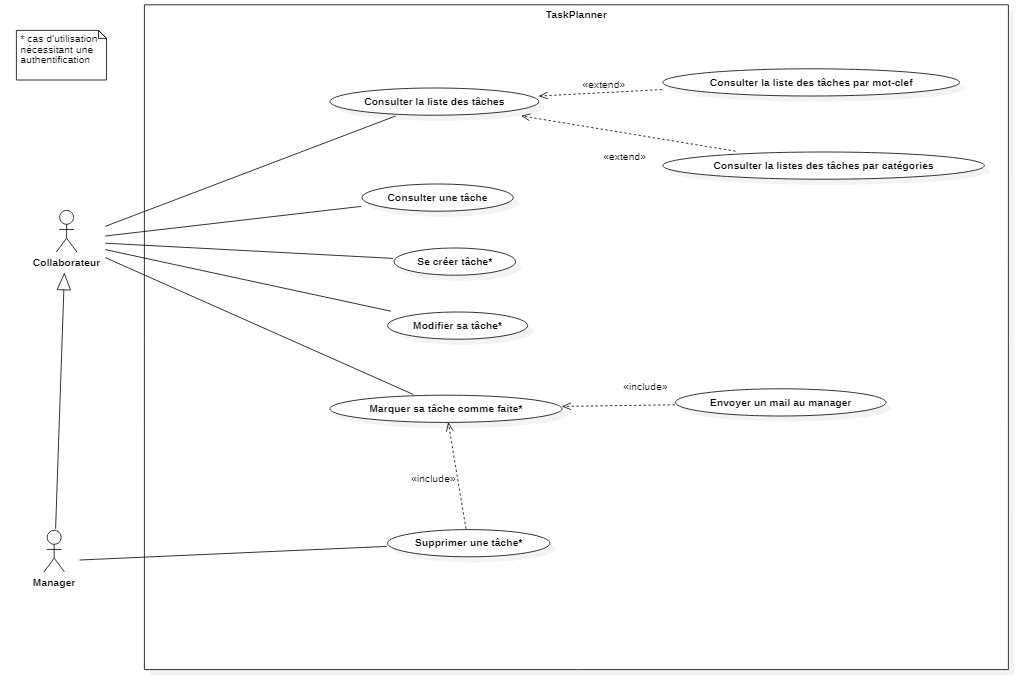 TaskPlanner
* cas d'utilisation
nécessitant une
authentification
Consulter la liste des tâches
«extend»
Consulter la liste des tâches par mot-clef
«extend»
Consulter la listes des tâches par catégories
Consulter une tâche
Collaborateur
Se créer tâche*
Modifier sa tâche*
Marquer sa tâche comme faite*
«include»
Envoyer un mail au manager
«include»
Supprimer une tâche*
Manager